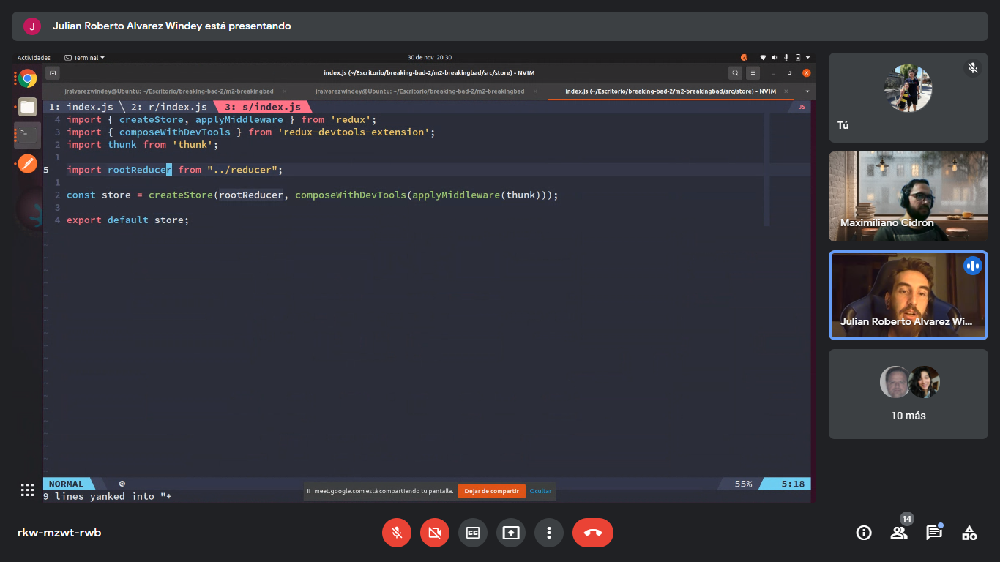 J Julian Roberto Alvarez Windey está presentando
Actividades Terminal 30 de nov 20:30
index.js (~/Escritorio/breaking-bad-2/m2-breakingbad/src/store) - NVIM
jralvarezwindey@Ubuntu: ~/Escritorio/breaking-bad-2/m2-breakingbad × jralvarezwindey@Ubuntu: ~/Escritorio/breaking-bad-2/m2-breakingbad × index.js (~/Escritorio/breaking-bad-2/m2-breakingbad/src/store) - NVIM ×
1: index.js \ 2: r/index.js 3: s/index.js JS
4 import { createStore, applyMiddleware } from 'redux';
3 import { composeWithDevTools } from 'redux-devtools-extension';
2 import thunk from 'thunk';
1
5 import rootReducer from "../reducer";
1
2 const store = createStore(rootReducer, composeWithDevTools(applyMiddleware(thunk)));
3
4 export default store;
NORMAL 55% 5:18
9 lines yanked into "+
meet.google.com está compartiendo tu pantalla. Dejar de compartir Ocultar
Tú
Maximiliano Cidron
Julian Roberto Alvarez Wi...
10 más
rkw-mzwt-rwb
CC
14